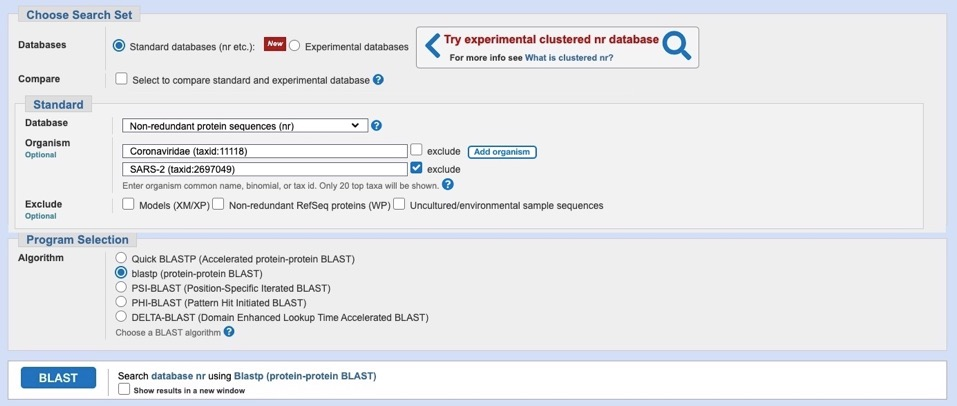 Choose Search Set
Databases Standard databases (nr etc.): New Experimental databases
Try experimental clustered nr database
For more info see What is clustered nr?
Compare Select to compare standard and experimental database ?
Standard
Database Non-redundant protein sequences (nr) ?
Organism
Optional
Coronaviridae (taxid:11118) exclude Add organism
SARS-2 (taxid:2697049) exclude
Enter organism common name, binomial, or tax id. Only 20 top taxa will be shown. ?
Exclude Models (XM/XP) Non-redundant RefSeq proteins (WP) Uncultured/environmental sample sequences
Optional
Program Selection
Algorithm Quick BLASTP (Accelerated protein-protein BLAST)
blastp (protein-protein BLAST)
PSI-BLAST (Position-Specific Iterated BLAST)
PHI-BLAST (Pattern Hit Initiated BLAST)
DELTA-BLAST (Domain Enhanced Lookup Time Accelerated BLAST)
Choose a BLAST algorithm ?
BLAST Search database nr using Blastp (protein-protein BLAST)
Show results in a new window